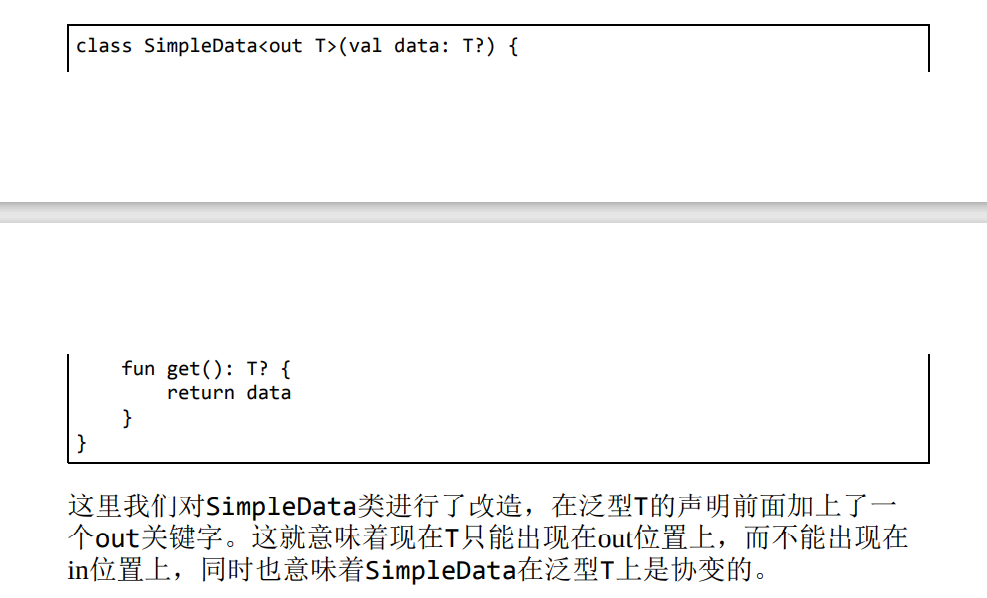 class SimpleData<out T>(val data: T?) {
    fun get(): T? {
        return data
    }
}
这里我们对SimpleData类进行了改造，在泛型T的声明前面加上了一
个out关键字。这就意味着现在T只能出现在out位置上，而不能出现在
in位置上，同时也意味着SimpleData在泛型T上是协变的。